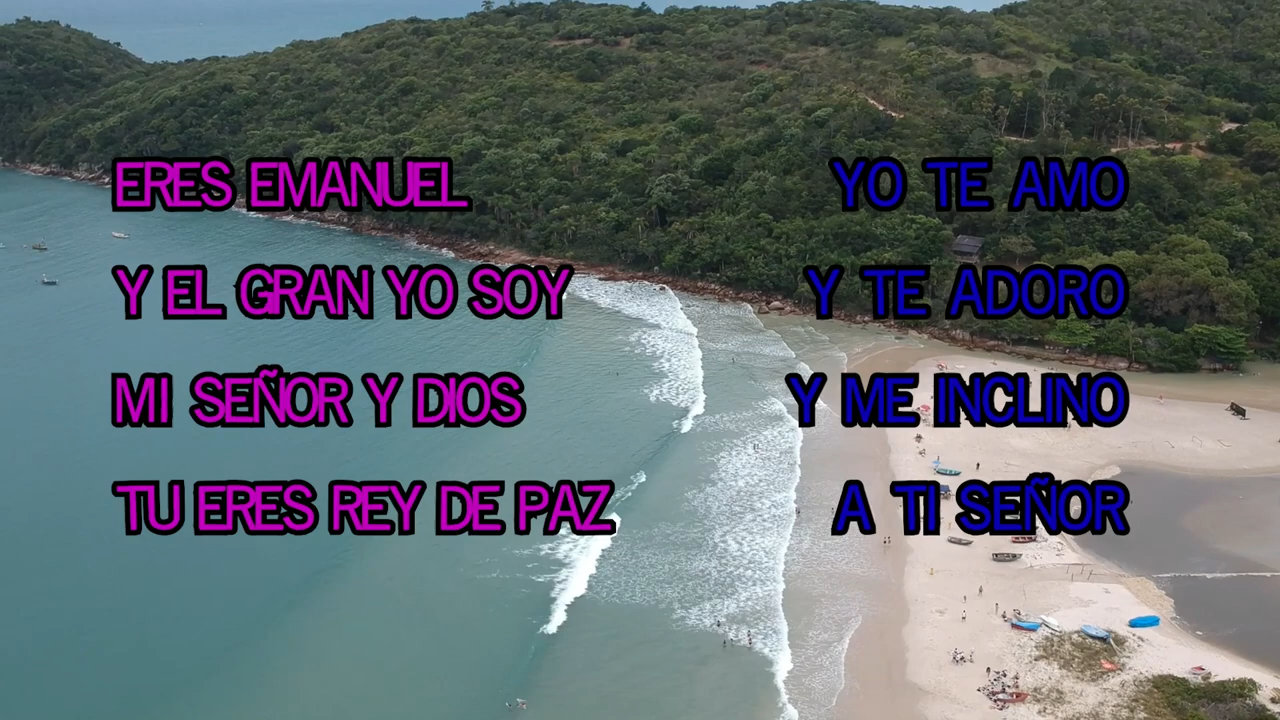 ERES EMANUEL
Y EL GRAN YO SOY
MI SEÑOR Y DIOS
TU ERES REY DE PAZ
YO TE AMO
Y TE ADORO
Y ME INCLINO
A TI SEÑOR